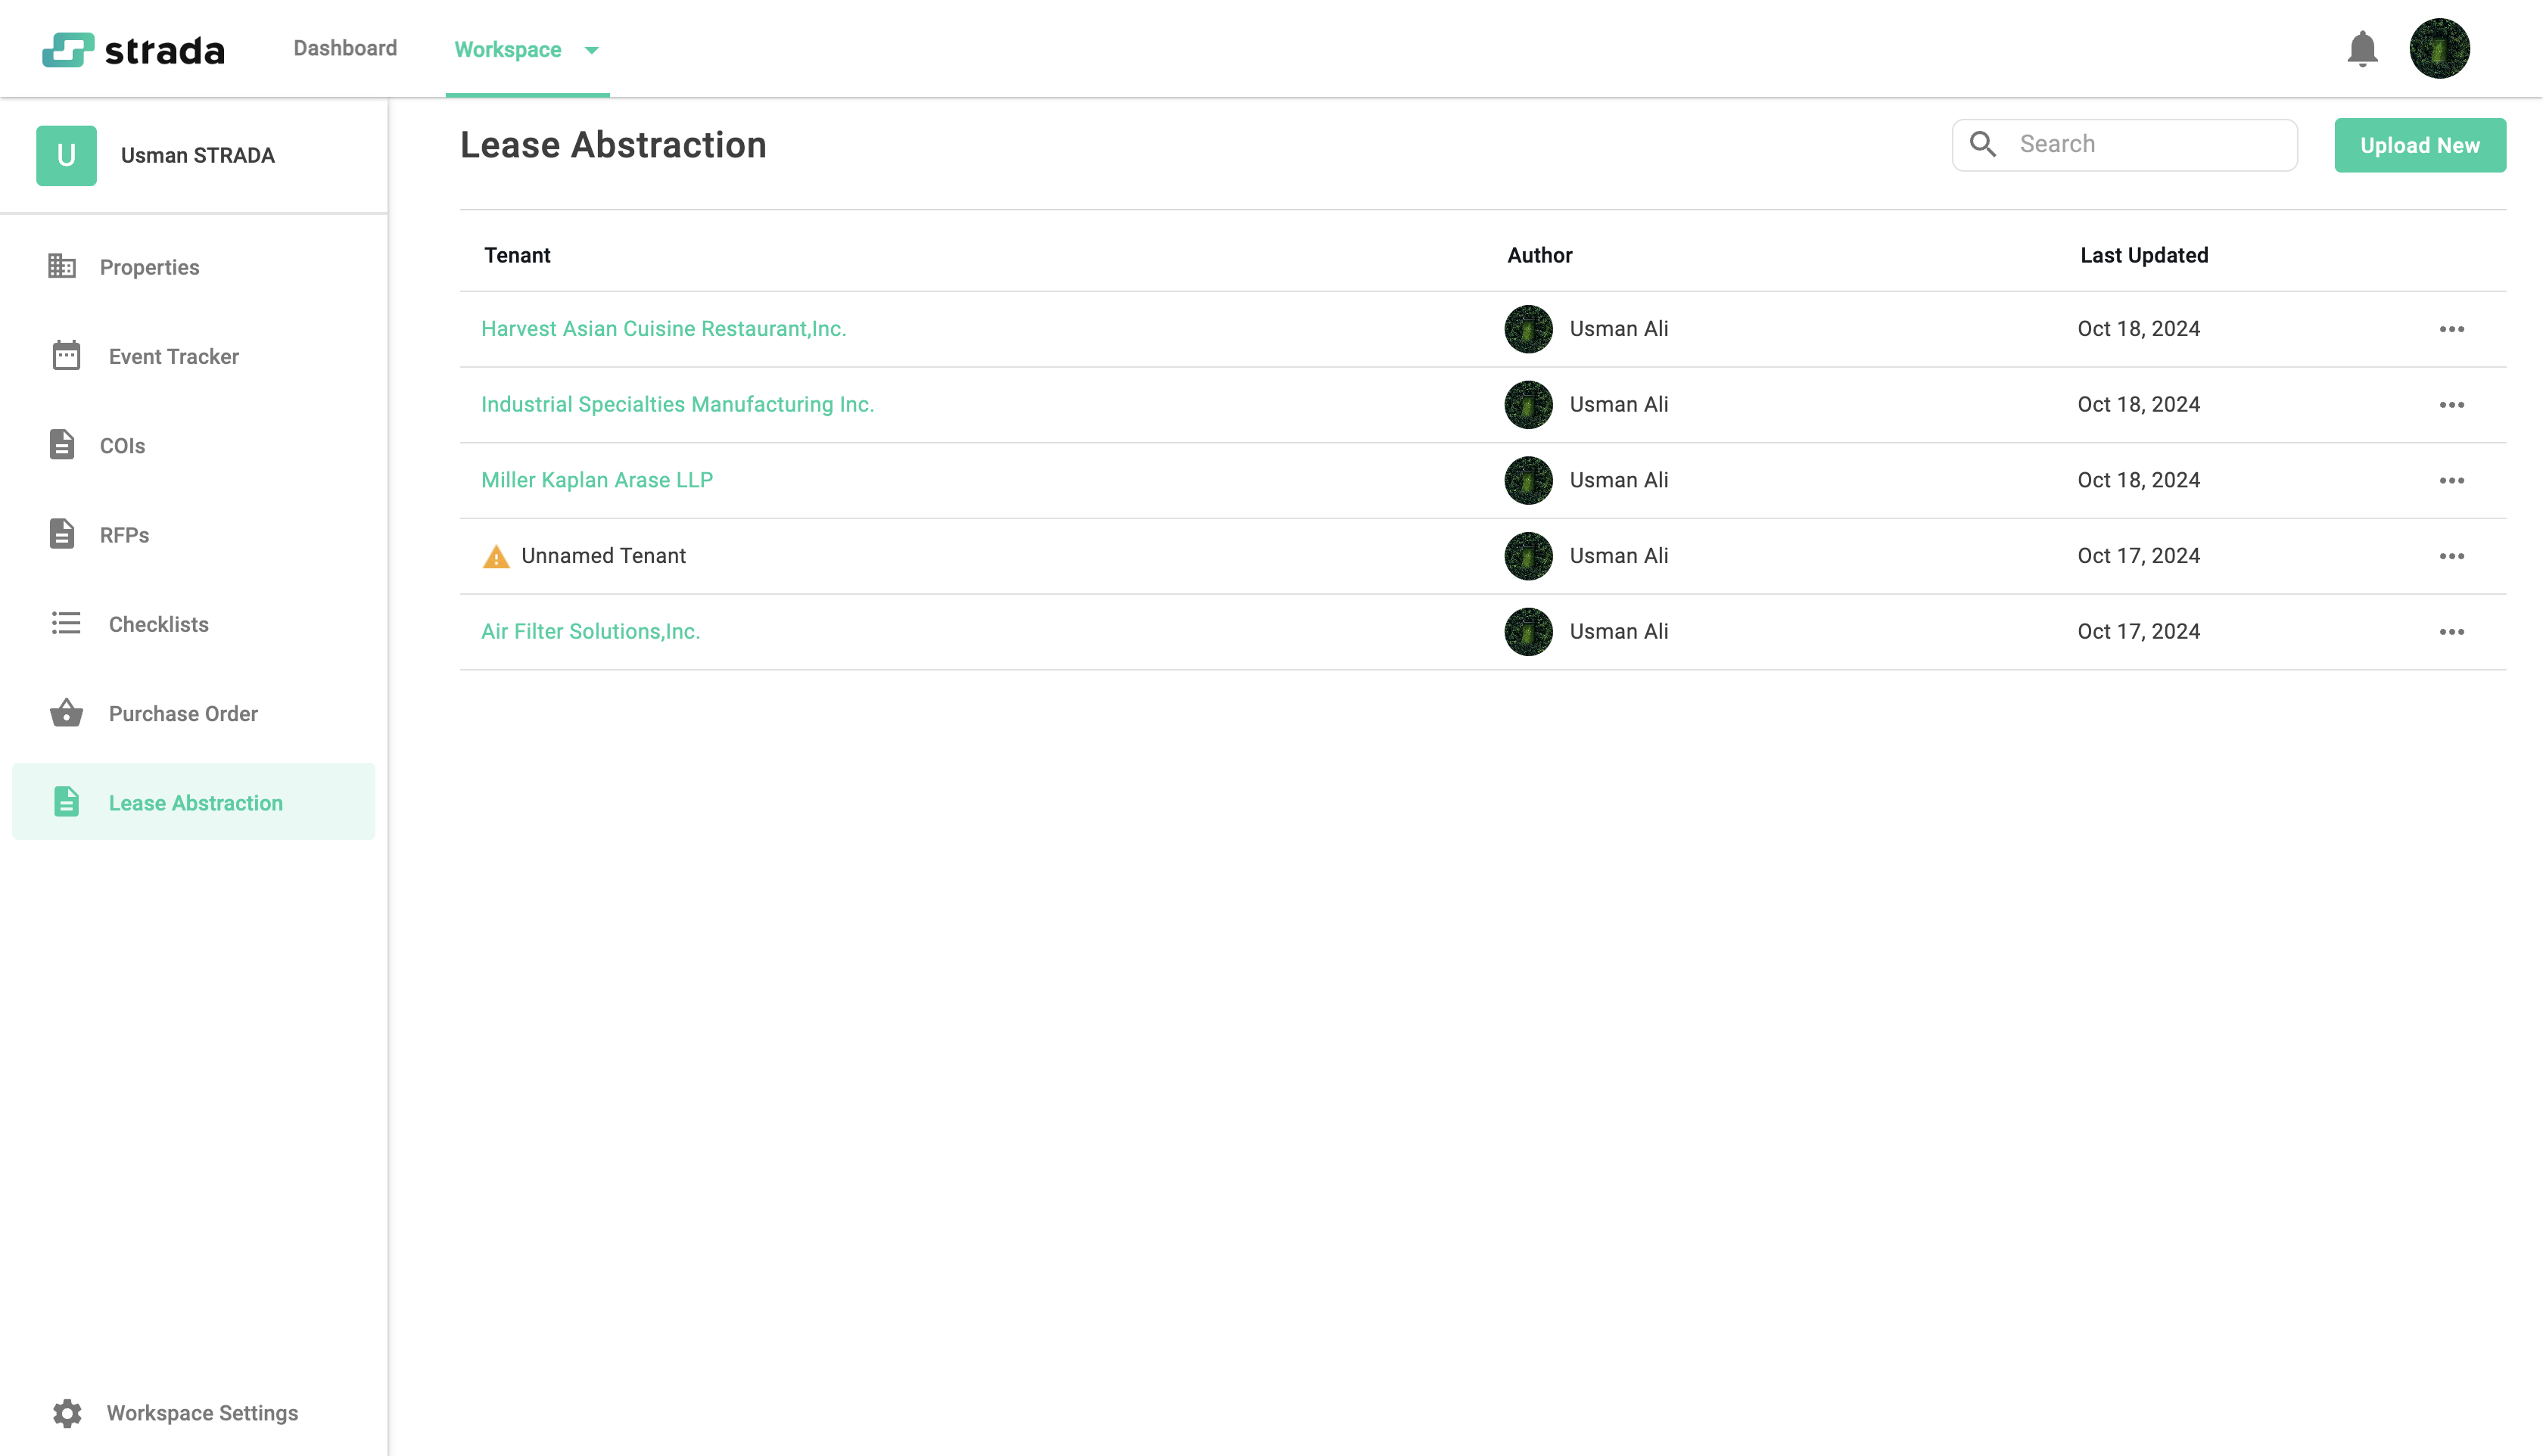 strada
Dashboard
Workspace
U
Usman STRADA
Properties
Event Tracker
COIs
RFPs
Checklists
Purchase Order
Lease Abstraction
Workspace Settings
Lease Abstraction
Search
Upload New
Tenant Author Last Updated
Harvest Asian Cuisine Restaurant,Inc. Usman Ali Oct 18, 2024
Industrial Specialties Manufacturing Inc. Usman Ali Oct 18, 2024
Miller Kaplan Arase LLP Usman Ali Oct 18, 2024
Unnamed Tenant Usman Ali Oct 17, 2024
Air Filter Solutions,Inc. Usman Ali Oct 17, 2024